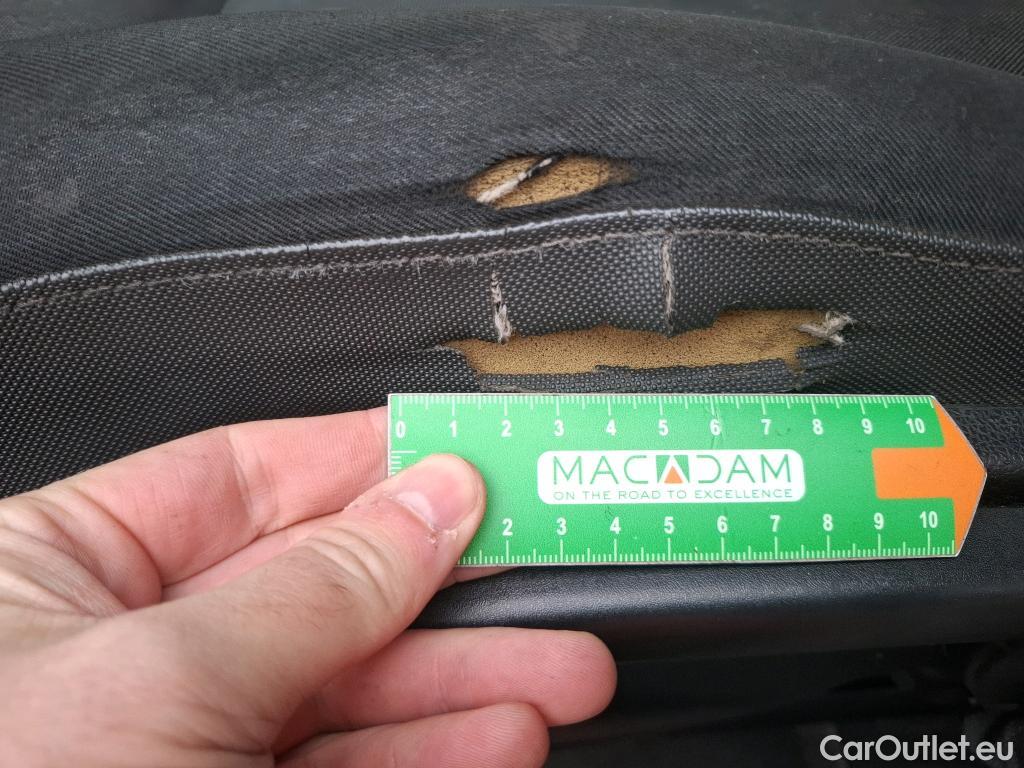 0 1 2 3 4 5 6 7 8 9 10
MACADAM
ON THE ROAD TO EXCELLENCE
2 3 4 5 6 7 8 9 10
CarOutlet.eu